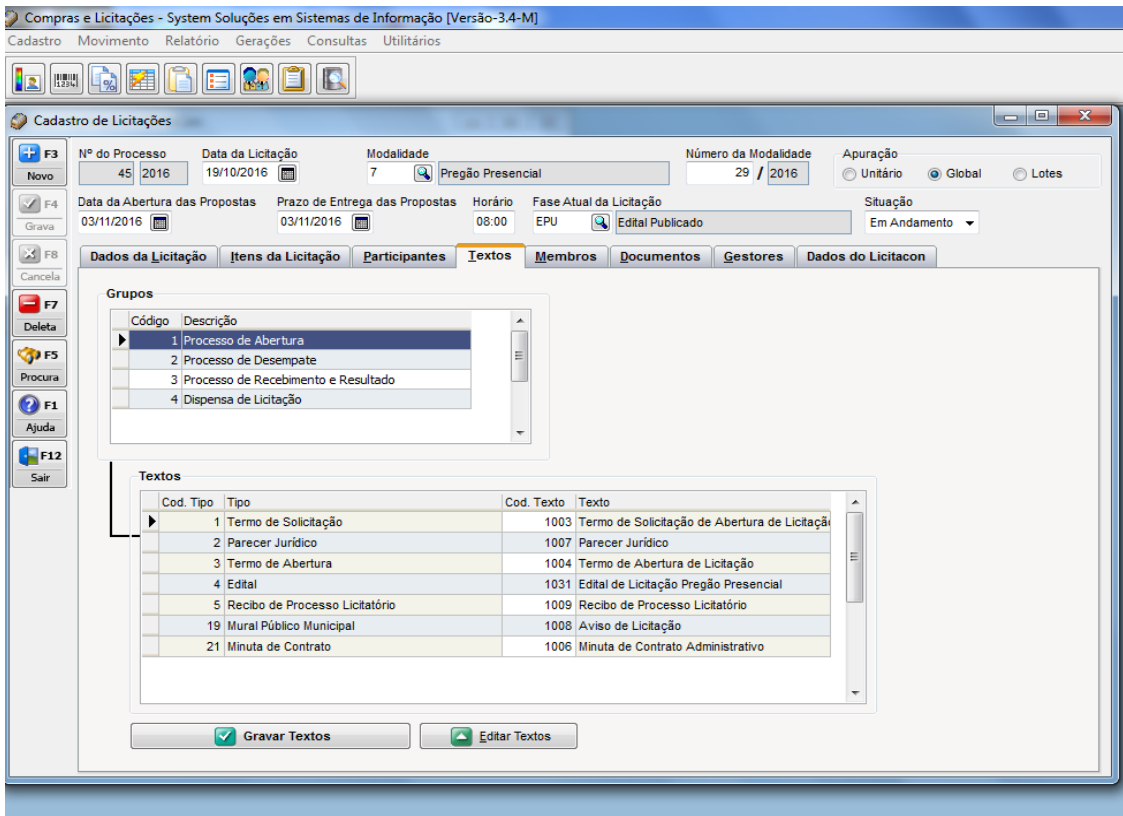 Compras e Licitações - System Soluções em Sistemas de Informação [Versão-3.4-M]
Cadastro Movimento Relatório Gerações Consultas Utilitários
Cadastro de Licitações
F3 Novo
F4 Grava
F8 Cancela
F7 Deleta
F5 Procura
F1 Ajuda
F12 Sair
Nº do Processo Data da Licitação Modalidade Número da Modalidade Apuração
45 2016 19/10/2016 7 Pregão Presencial 29 / 2016 Unitário Global Lotes
Data da Abertura das Propostas Prazo de Entrega das Propostas Horário Fase Atual da Licitação Situação
03/11/2016 03/11/2016 08:00 EPU Edital Publicado Em Andamento
Dados da Licitação Itens da Licitação Participantes Textos Membros Documentos Gestores Dados do Licitacon
Grupos
Código Descrição
1 Processo de Abertura
2 Processo de Desempate
3 Processo de Recebimento e Resultado
4 Dispensa de Licitação
Textos
Cod. Tipo Tipo Cod. Texto Texto
1 Termo de Solicitação 1003 Termo de Solicitação de Abertura de Licitaçã
2 Parecer Jurídico 1007 Parecer Jurídico
3 Termo de Abertura 1004 Termo de Abertura de Licitação
4 Edital 1031 Edital de Licitação Pregão Presencial
5 Recibo de Processo Licitatório 1009 Recibo de Processo Licitatório
19 Mural Público Municipal 1008 Aviso de Licitação
21 Minuta de Contrato 1006 Minuta de Contrato Administrativo
Gravar Textos Editar Textos